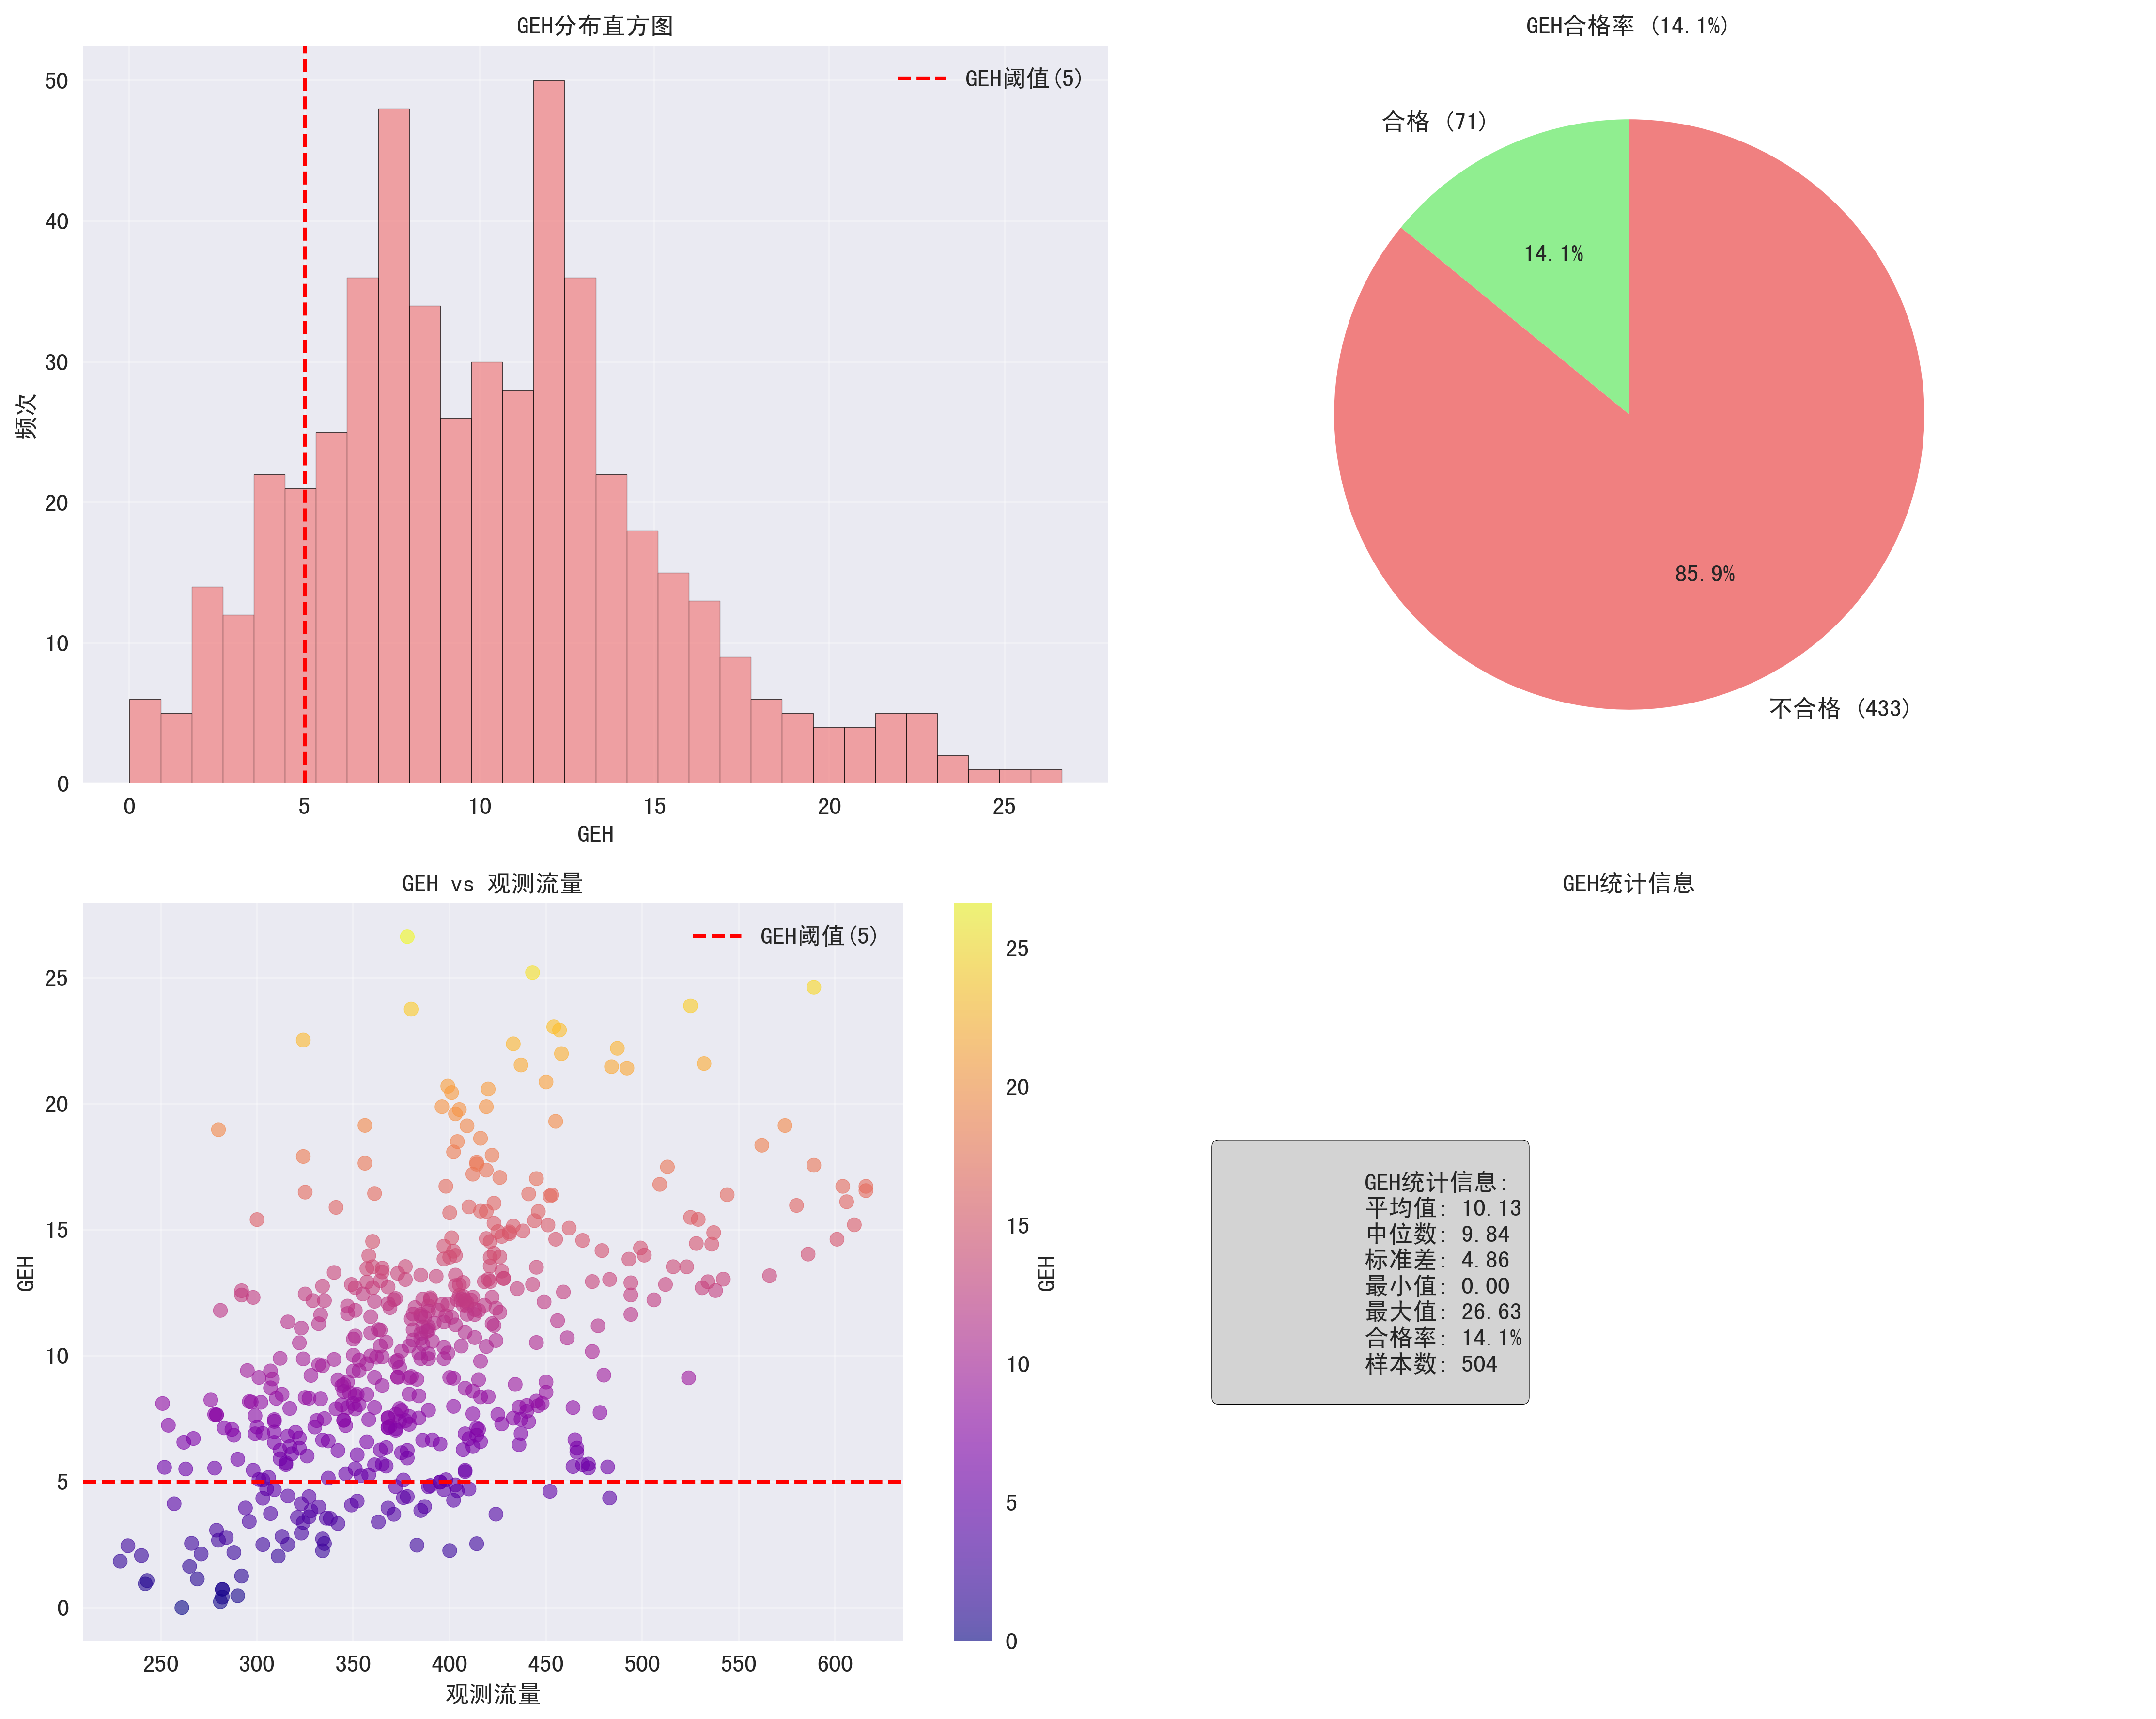 GEH分布直方图
GEH阈值(5)
50
40
30
20
10
0
频次
0 5 10 15 20 25
GEH
GEH合格率 (14.1%)
合格 (71)
14.1%
85.9%
不合格 (433)
GEH vs 观测流量
GEH阈值(5)
25
20
15
10
5
0
GEH
250 300 350 400 450 500 550 600
观测流量
25
20
15
10
5
0
GEH
GEH统计信息
GEH统计信息:
平均值: 10.13
中位数: 9.84
标准差: 4.86
最小值: 0.00
最大值: 26.63
合格率: 14.1%
样本数: 504